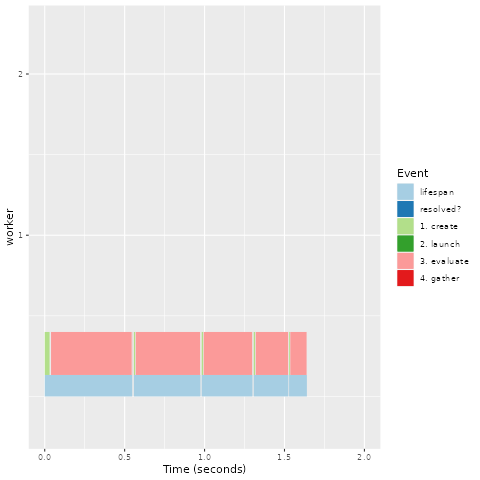 2
1
worker
0.0 0.5 1.0 1.5 2.0
Time (seconds)
Event
lifespan
resolved?
1. create
2. launch
3. evaluate
4. gather